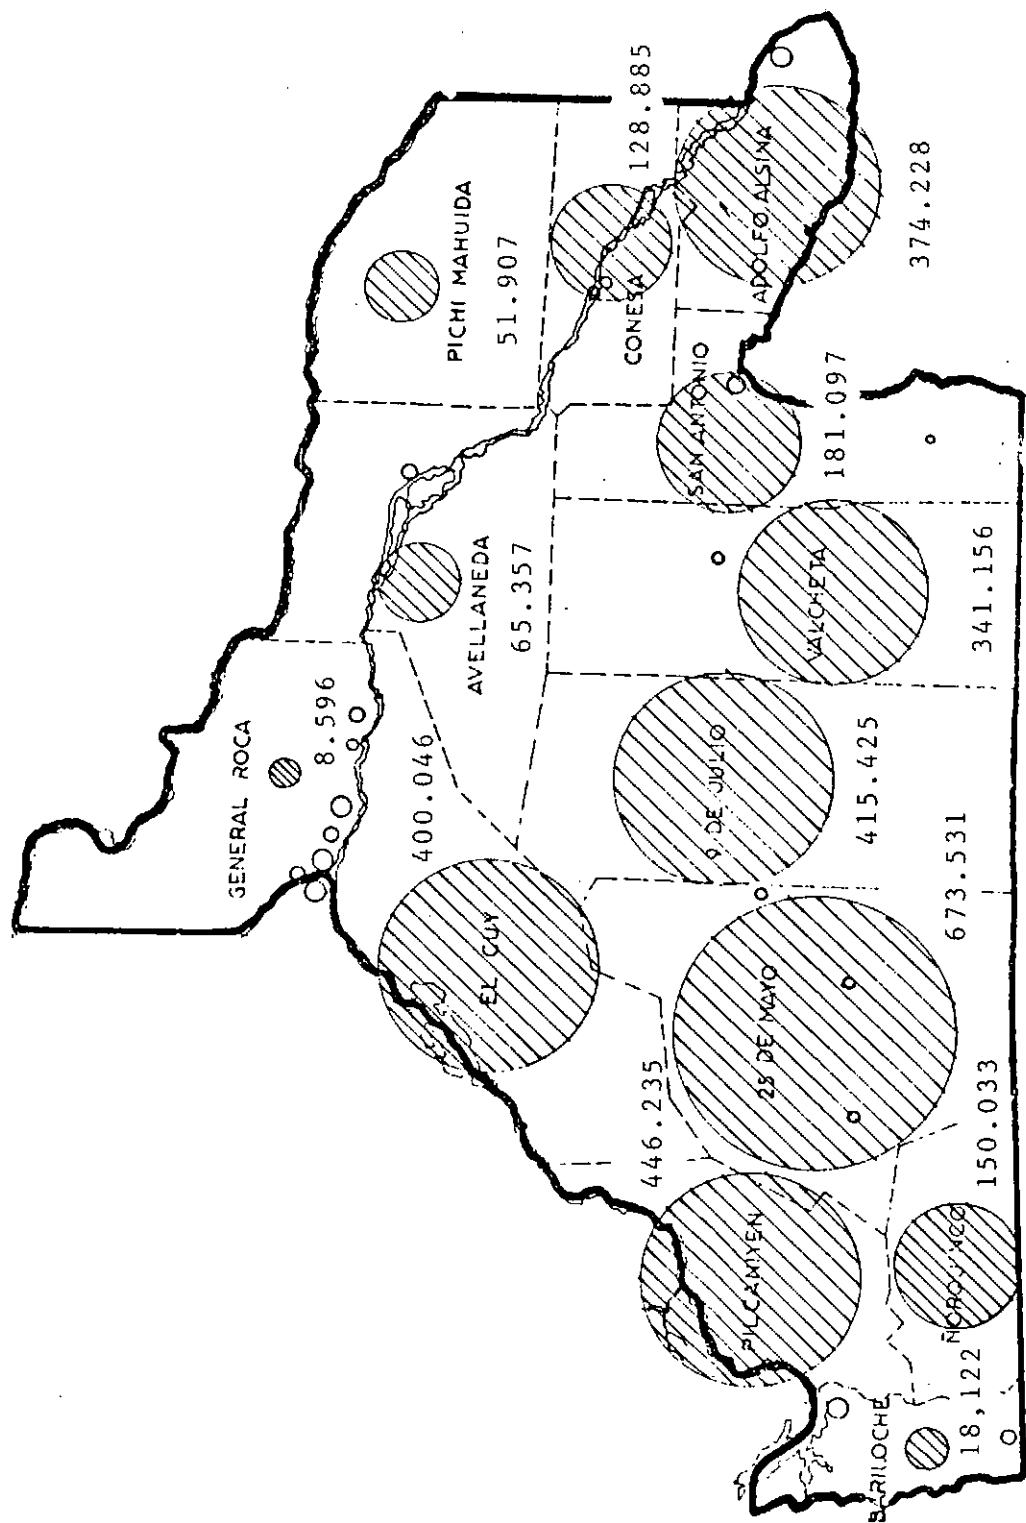 GENERAL ROCA
8.596
PICHI MAHUIDA
51.907
AVELLANEDA
65.357
CONESA
128.885
ADOLFO ALSINA
374.228
SAN ANTONIO
181.097
VALCHETA
341.156
9 DE JULIO
415.425
EL CUY
400.046
25 DE MAYO
673.531
PILCANIYEN
446.235
ÑORQUINCO
150.033
BARILOCHE
18,122